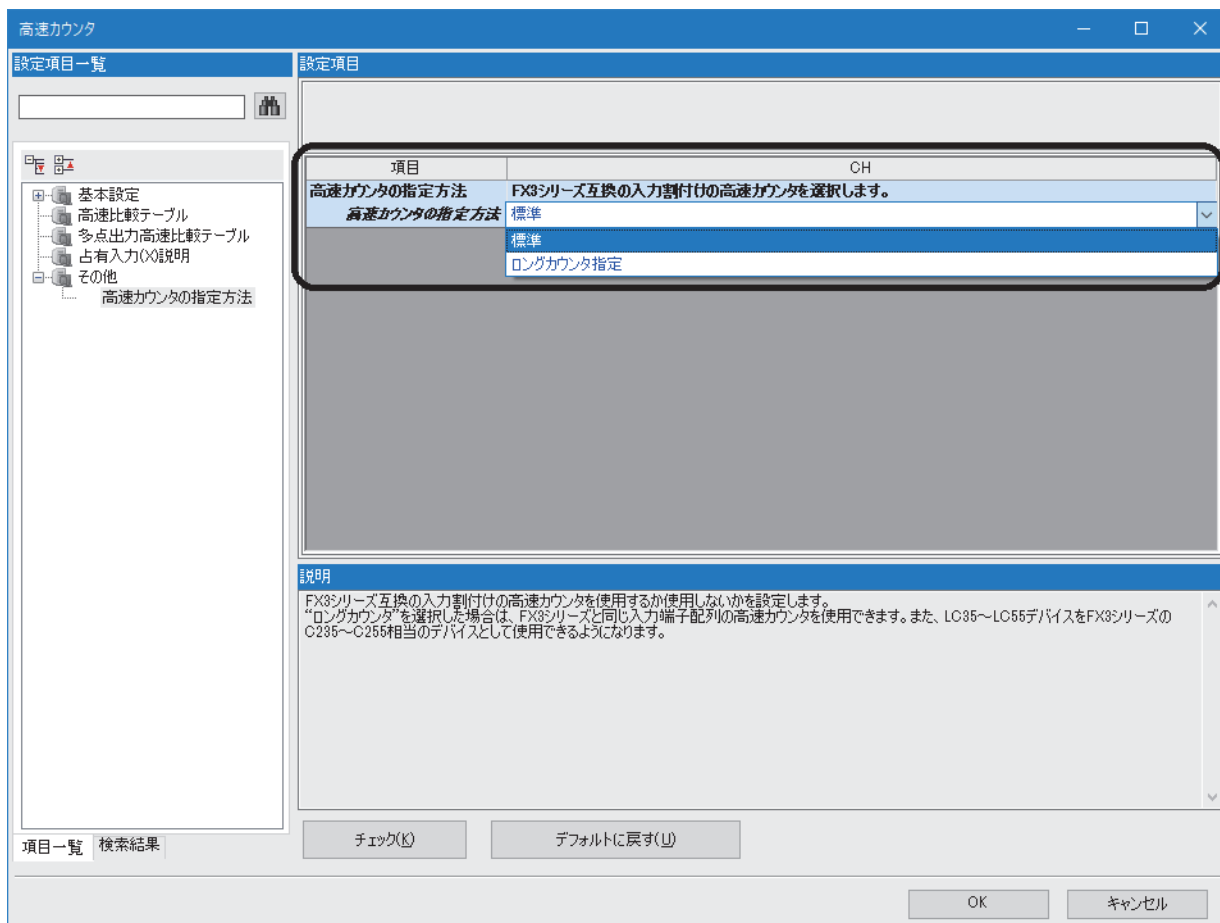 高速カウンタ
設定項目一覧
設定項目
項目
CH
高速カウンタの指定方法
FX3シリーズ互換の入力割付けの高速カウンタを選択します。
高速カウンタの指定方法
標準
標準
ロングカウンタ指定
基本設定
高速比較テーブル
多点出力高速比較テーブル
占有入力(X)説明
その他
高速カウンタの指定方法
説明
FX3シリーズ互換の入力割付けの高速カウンタを使用するか使用しないかを設定します。
“ロングカウンタ”を選択した場合は、FX3シリーズと同じ入力端子配列の高速カウンタを使用できます。また、LC35～LC55デバイスをFX3シリーズの
C235～C255相当のデバイスとして使用できるようになります。
項目一覧
検索結果
チェック(K)
デフォルトに戻す(U)
OK
キャンセル